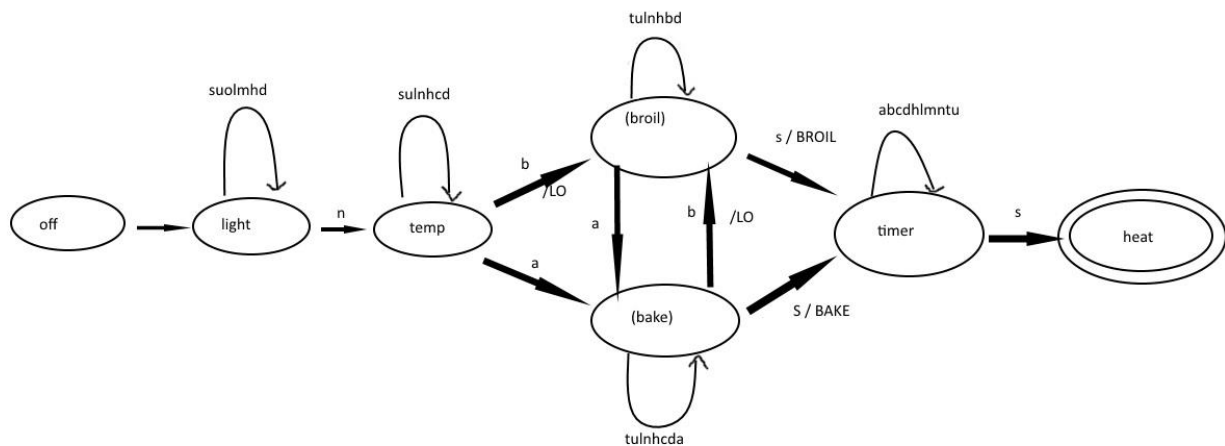 tulnhbd
suolmhd
sulnhcd
abcdhlmntu
(broil)
s / BROIL
b
/LO
n
a
b
/LO
s
off
light
temp
timer
heat
a
(bake)
S / BAKE
tulnhcda